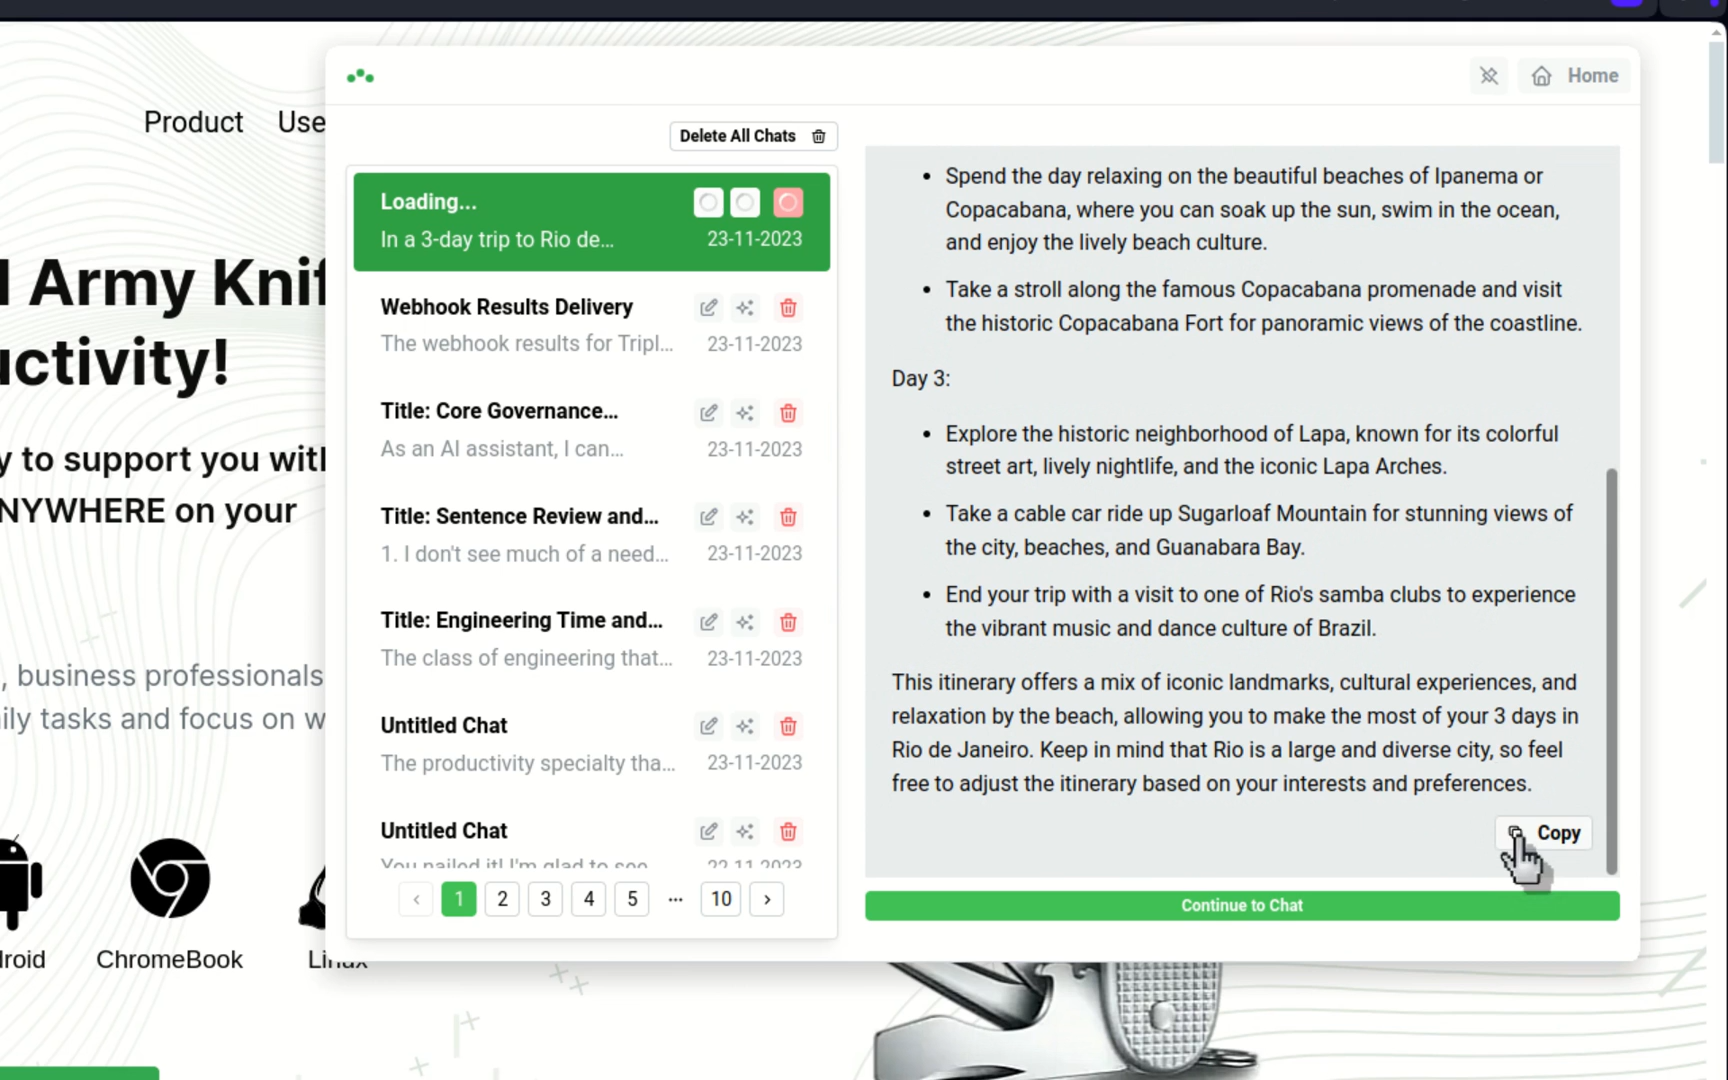 Product Use
Home
Delete All Chats
Loading...
In a 3-day trip to Rio de... 23-11-2023
Webhook Results Delivery
The webhook results for Tripl... 23-11-2023
Title: Core Governance...
As an AI assistant, I can... 23-11-2023
Title: Sentence Review and...
1. I don't see much of a need... 23-11-2023
Title: Engineering Time and...
The class of engineering that... 23-11-2023
Untitled Chat
The productivity specialty tha... 23-11-2023
Untitled Chat
You nailed it! I'm glad to see
1 2 3 4 5 ... 10
Spend the day relaxing on the beautiful beaches of Ipanema or
Copacabana, where you can soak up the sun, swim in the ocean,
and enjoy the lively beach culture.
Take a stroll along the famous Copacabana promenade and visit
the historic Copacabana Fort for panoramic views of the coastline.
Day 3:
Explore the historic neighborhood of Lapa, known for its colorful
street art, lively nightlife, and the iconic Lapa Arches.
Take a cable car ride up Sugarloaf Mountain for stunning views of
the city, beaches, and Guanabara Bay.
End your trip with a visit to one of Rio's samba clubs to experience
the vibrant music and dance culture of Brazil.
This itinerary offers a mix of iconic landmarks, cultural experiences, and
relaxation by the beach, allowing you to make the most of your 3 days in
Rio de Janeiro. Keep in mind that Rio is a large and diverse city, so feel
free to adjust the itinerary based on your interests and preferences.
Copy
Continue to Chat
Army Knif
uctivity!
y to support you with
NYWHERE on your
, business professionals
ily tasks and focus on w
roid ChromeBook Linux